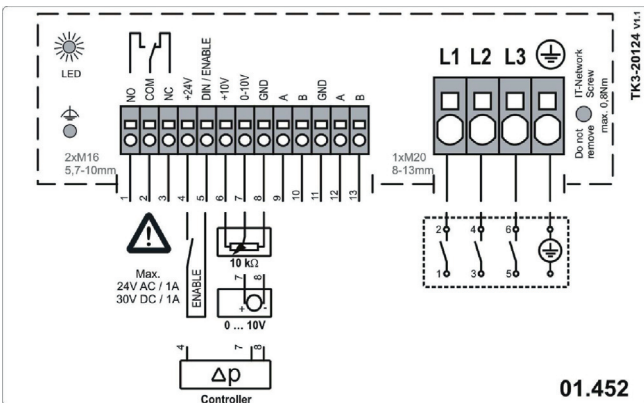 LED
2xM16
5,7-10mm
NO
COM
NC
+24V
DIN / ENABLE
+10V
0-10V
GND
A
B
GND
A
B
1
2
3
4
5
6
7
8
9
10
11
12
13
Max.
24V AC / 1A
30V DC / 1A
ENABLE
10 kΩ
7
8
+
-
0 ... 10V
4
7
8
Δp
Controller
L1 L2 L3
1xM20
8-13mm
Do not
remove
IT-Network
Screw
max. 0,8Nm
2
4
6
1
3
5
TK3-20124 V1.1
01.452